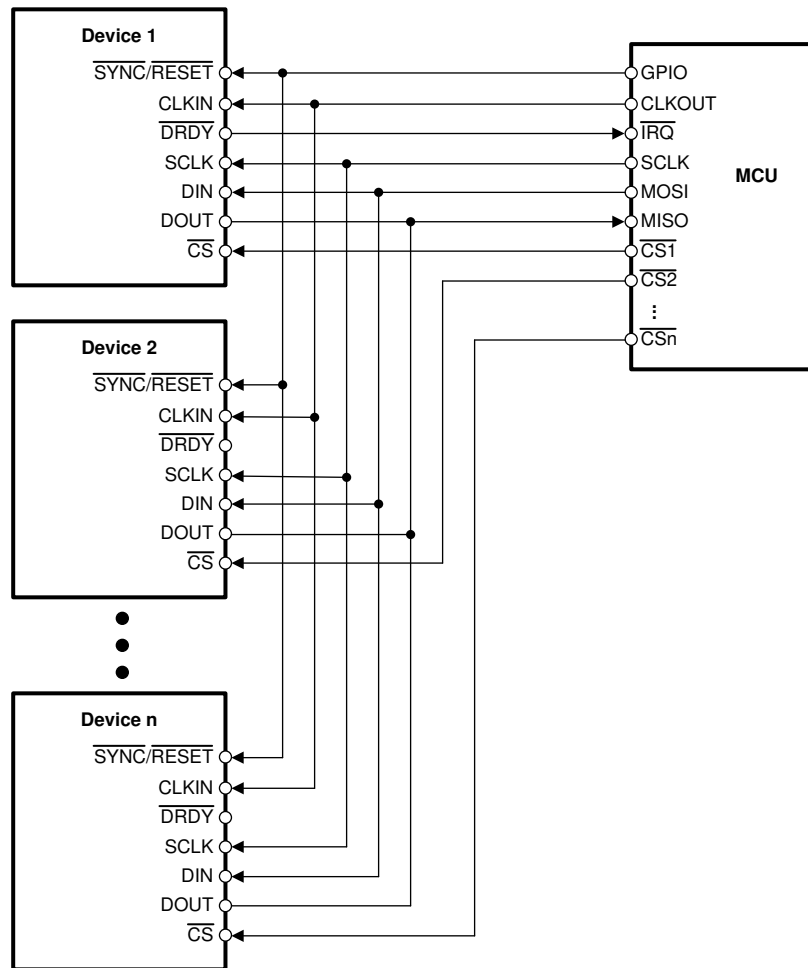 Device 1
SYNC/RESET
CLKIN
DRDY
SCLK
DIN
DOUT
CS
MCU
GPIO
CLKOUT
IRQ
SCLK
MOSI
MISO
CS1
CS2
...
CSn
Device 2
SYNC/RESET
CLKIN
DRDY
SCLK
DIN
DOUT
CS
Device n
SYNC/RESET
CLKIN
DRDY
SCLK
DIN
DOUT
CS